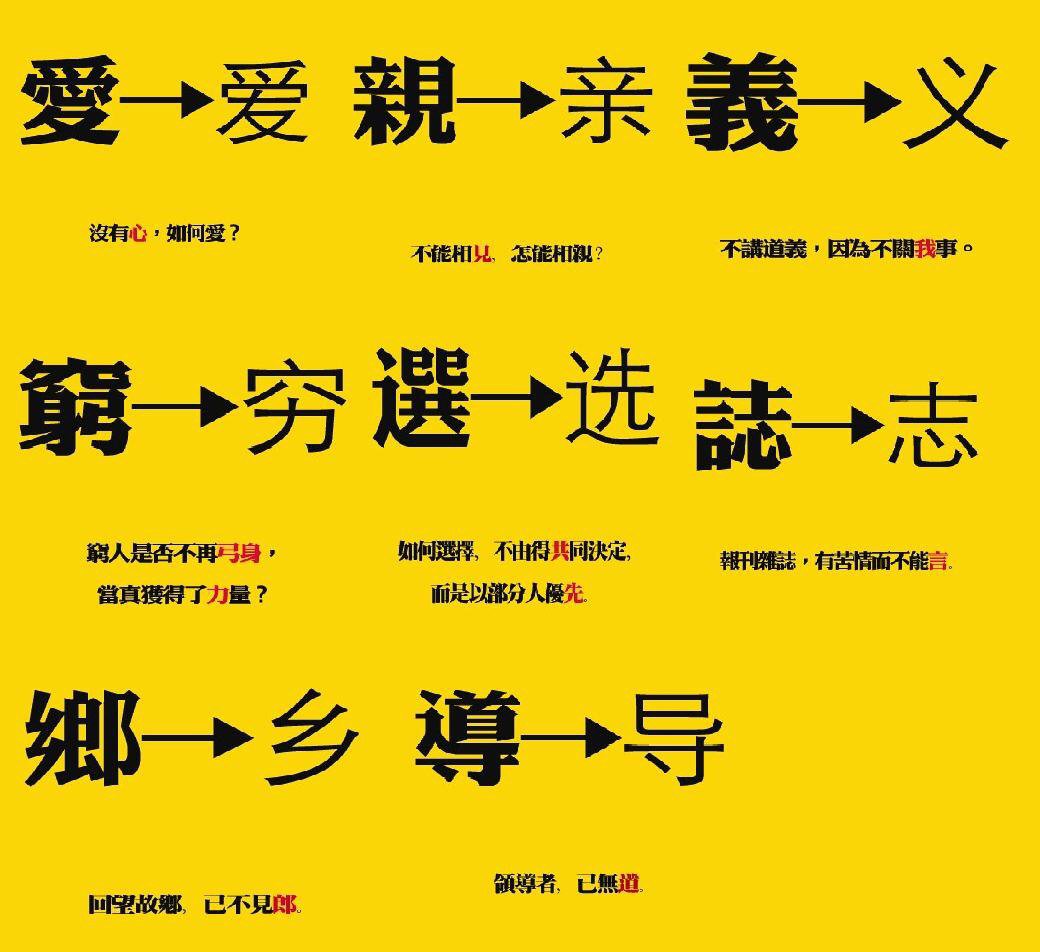 愛→爱
沒有心，如何愛？
親→亲
不能相見，怎能相親？
義→义
不講道義，因為不關我事。
窮→穷
窮人是否不再弓身，
當真獲得了力量？
選→选
如何選擇，不由得共同決定，
而是以部分人優先。
誌→志
報刊雜誌，有苦情而不能言。
鄉→乡
回望故鄉，已不見郎。
導→导
領導者，已無道。